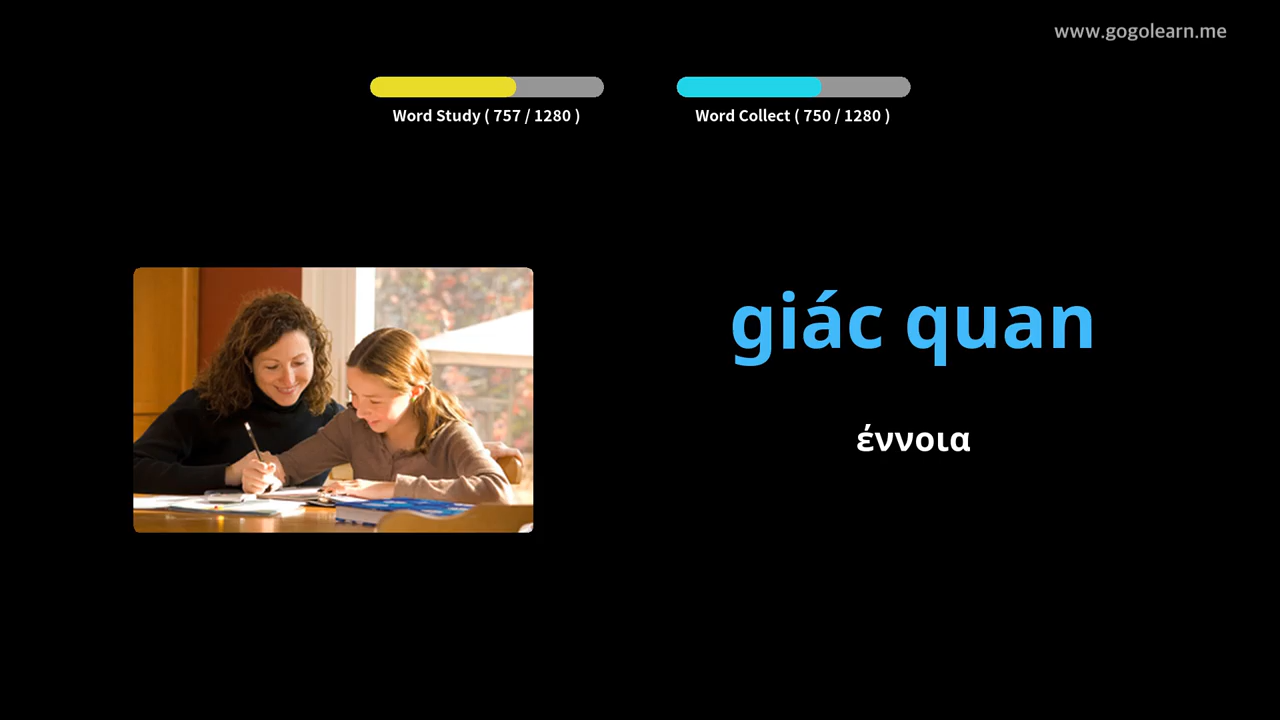 www.gogolearn.me
Word Study ( 757 / 1280 )
Word Collect ( 750 / 1280 )
giác quan
έννοια